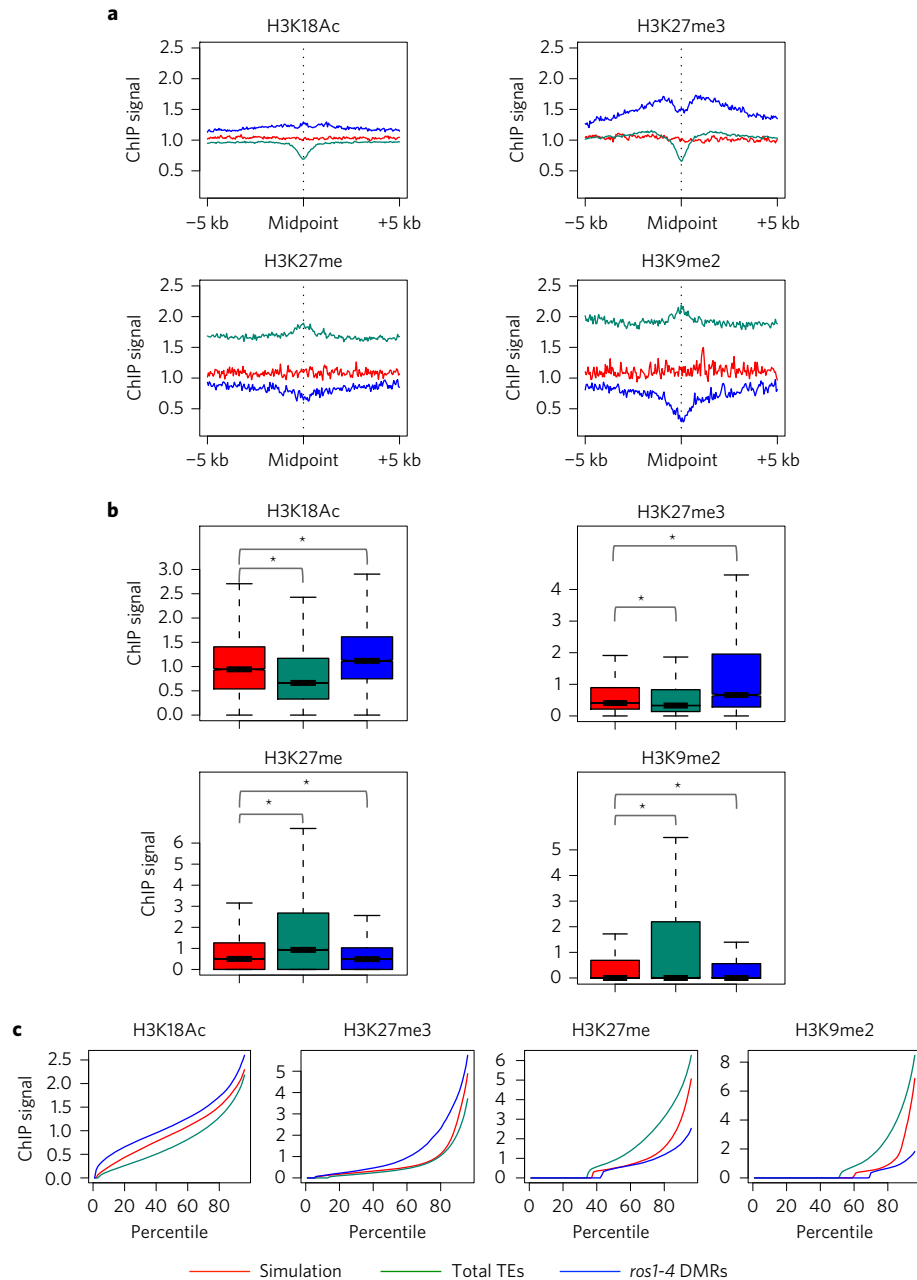 a
H3K18Ac
ChIP signal
2.5
2.0
1.5
1.0
0.5
−5 kb Midpoint +5 kb
H3K27me3
ChIP signal
2.5
2.0
1.5
1.0
0.5
−5 kb Midpoint +5 kb
H3K27me
ChIP signal
2.5
2.0
1.5
1.0
0.5
−5 kb Midpoint +5 kb
H3K9me2
ChIP signal
2.5
2.0
1.5
1.0
0.5
−5 kb Midpoint +5 kb
b
H3K18Ac
ChIP signal
3.0
2.5
2.0
1.5
1.0
0.5
0.0
*
*
H3K27me3
4
3
2
1
0
*
*
H3K27me
ChIP signal
6
5
4
3
2
1
0
*
*
H3K9me2
5
4
3
2
1
0
*
*
c
H3K18Ac
ChIP signal
2.5
2.0
1.5
1.0
0.5
0.0
0 20 40 60 80
Percentile
H3K27me3
5
4
3
2
1
0
0 20 40 60 80
Percentile
H3K27me
6
5
4
3
2
1
0
0 20 40 60 80
Percentile
H3K9me2
8
6
4
2
0
0 20 40 60 80
Percentile
Simulation Total TEs ros1-4 DMRs